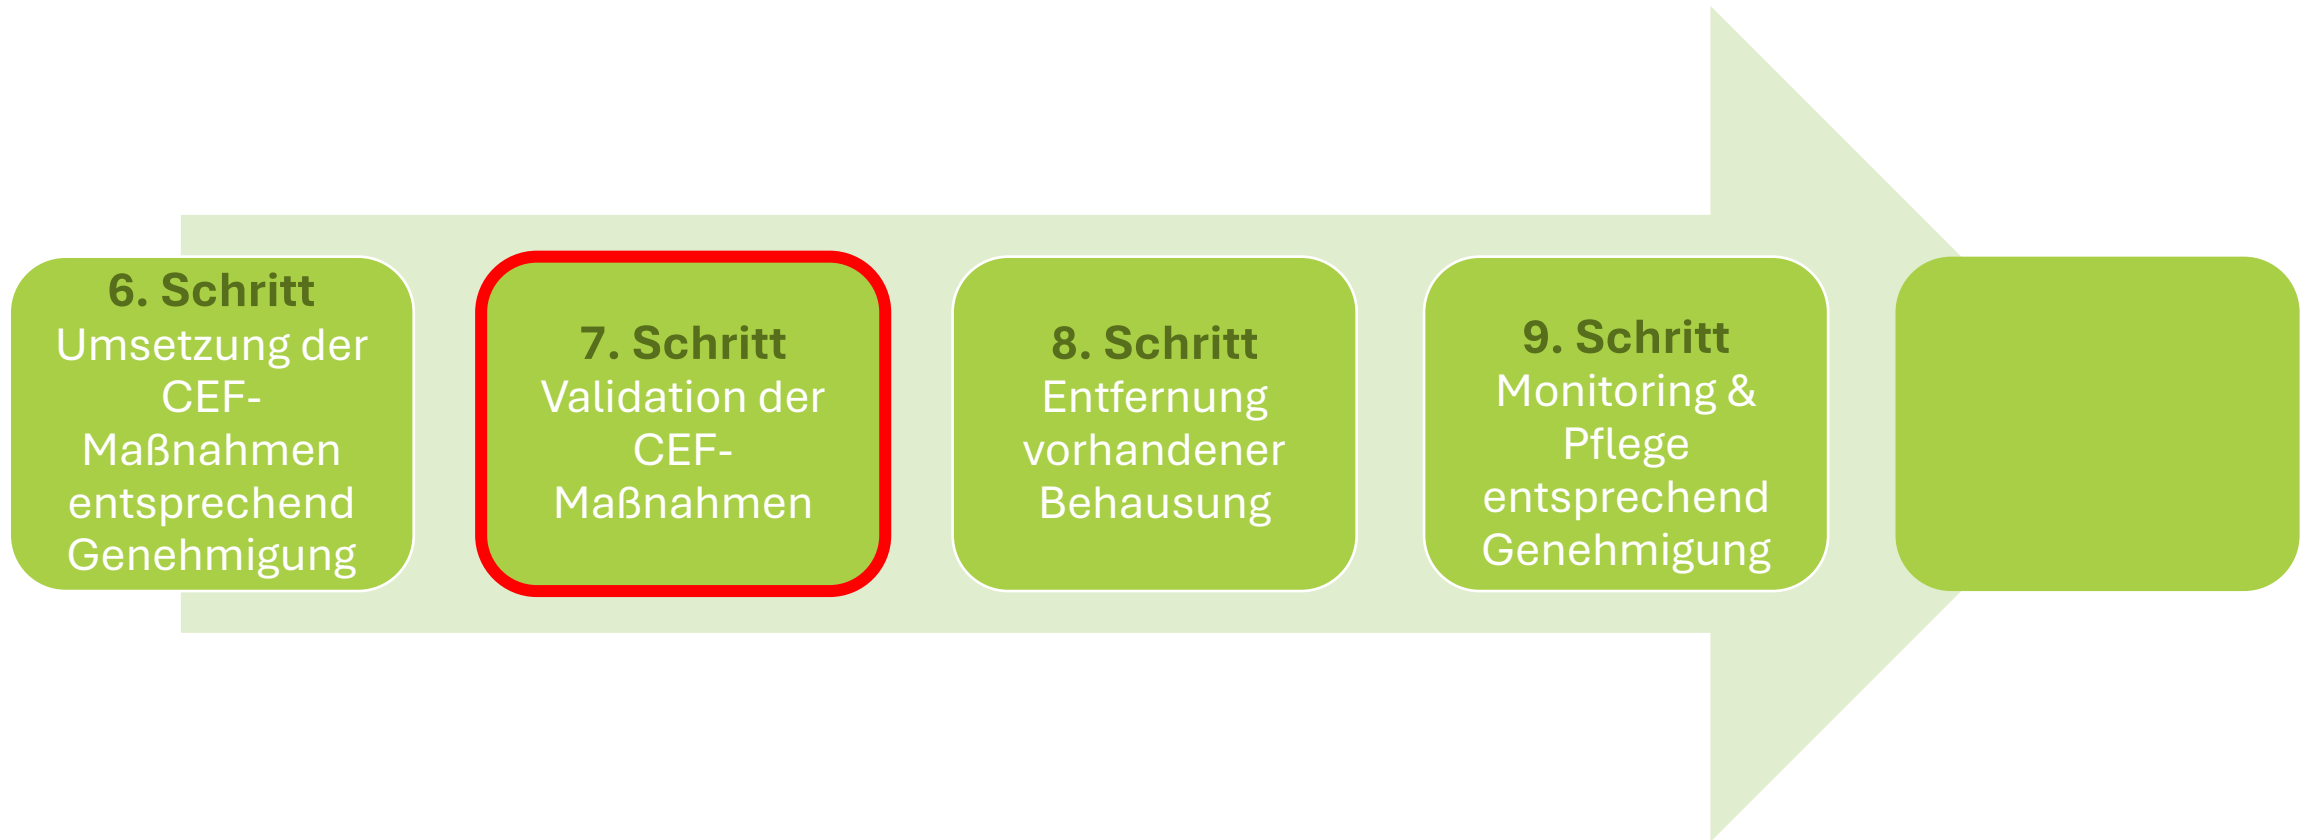 6. Schritt
Umsetzung der
CEF-
Maßnahmen
entsprechend
Genehmigung
7. Schritt
Validation der
CEF-
Maßnahmen
8. Schritt
Entfernung
vorhandener
Behausung
9. Schritt
Monitoring &
Pflege
entsprechend
Genehmigung